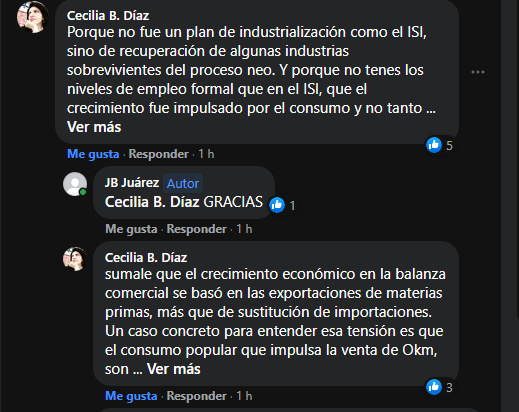 Cecilia B. Díaz
Porque no fue un plan de industrialización como el ISI,
sino de recuperación de algunas industrias
sobrevivientes del proceso neo. Y porque no tenes los
niveles de empleo formal que en el ISI, que el
crecimiento fue impulsado por el consumo y no tanto ...
Ver más
5
Me gusta · Responder · 1 h
JB Juárez Autor
Cecilia B. Díaz GRACIAS
1
Me gusta · Responder · 1 h
Cecilia B. Díaz
sumale que el crecimiento económico en la balanza
comercial se basó en las exportaciones de materias
primas, más que de sustitución de importaciones.
Un caso concreto para entender esa tensión es que
el consumo popular que impulsa la venta de Okm,
son ... Ver más
3
Me gusta · Responder · 1 h